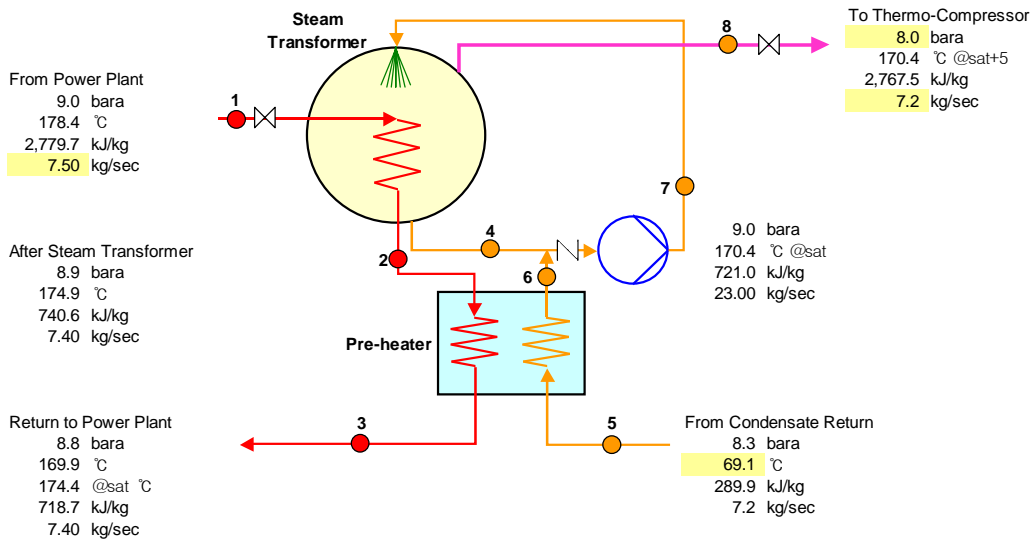 Steam
Transformer
8
To Thermo-Compressor
8.0 bara
170.4 ℃ @sat+5
2,767.5 kJ/kg
7.2 kg/sec
From Power Plant
9.0 bara
178.4 ℃
2,779.7 kJ/kg
7.50 kg/sec
1
7
4
2
6
After Steam Transformer
8.9 bara
174.9 ℃
740.6 kJ/kg
7.40 kg/sec
9.0 bara
170.4 ℃ @sat
721.0 kJ/kg
23.00 kg/sec
Pre-heater
Return to Power Plant
8.8 bara
169.9 ℃
174.4 @sat ℃
718.7 kJ/kg
7.40 kg/sec
3
5
From Condensate Return
8.3 bara
69.1 ℃
289.9 kJ/kg
7.2 kg/sec